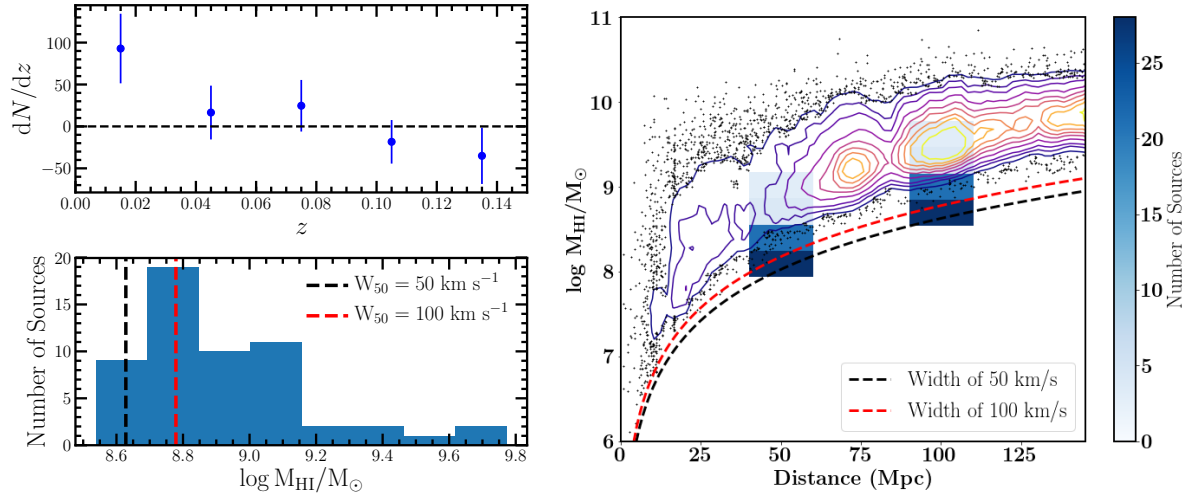 dN/dz
100
50
0
−50
0.00 0.02 0.04 0.06 0.08 0.10 0.12 0.14
z
Number of Sources
20
15
10
5
0
W50 = 50 km s−1
W50 = 100 km s−1
8.6 8.8 9.0 9.2 9.4 9.6 9.8
log MHI/M⊙
log MHI/M⊙
11
10
9
8
7
6
Width of 50 km/s
Width of 100 km/s
0 25 50 75 100 125
Distance (Mpc)
25
20
15
10
5
0
Number of Sources